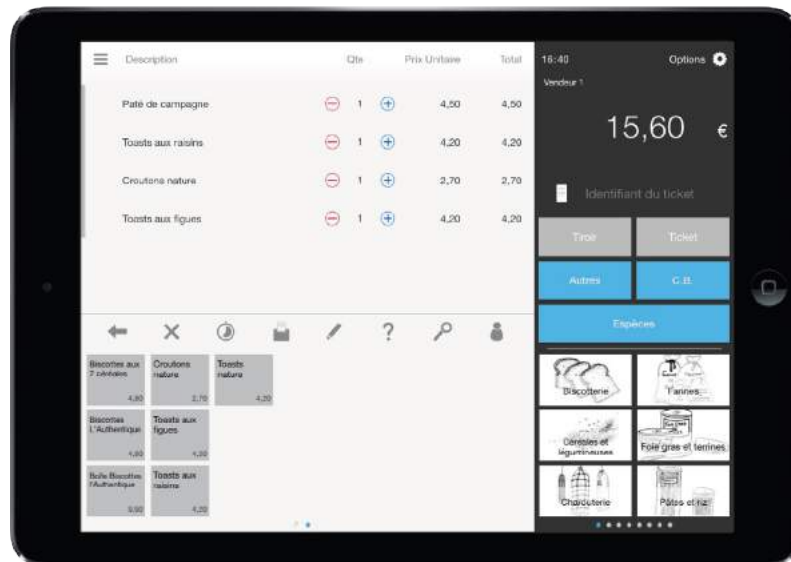 Description Qte Prix Unitaire Total
Paté de campagne 1 4,50 4,50
Toasts aux raisins 1 4,20 4,20
Croutons nature 1 2,70 2,70
Toasts aux figues 1 4,20 4,20
16:40 Options
Vendeur 1
15,60 €
Identifiant du ticket
Tiroir Ticket
Autres C.B.
Espèces
Biscottes aux
7 céréales
4,80
Croutons
nature
2,70
Toasts
nature
4,20
Biscottes
L'Authentique
4,80
Toasts aux
figues
4,20
Boîte Biscottes
l'Authentique
Toasts aux
raisins
4,20
Biscotterie
Farines
Céréales et
légumineuses
Foie gras et terrines
Charcuterie
Pâtes et riz